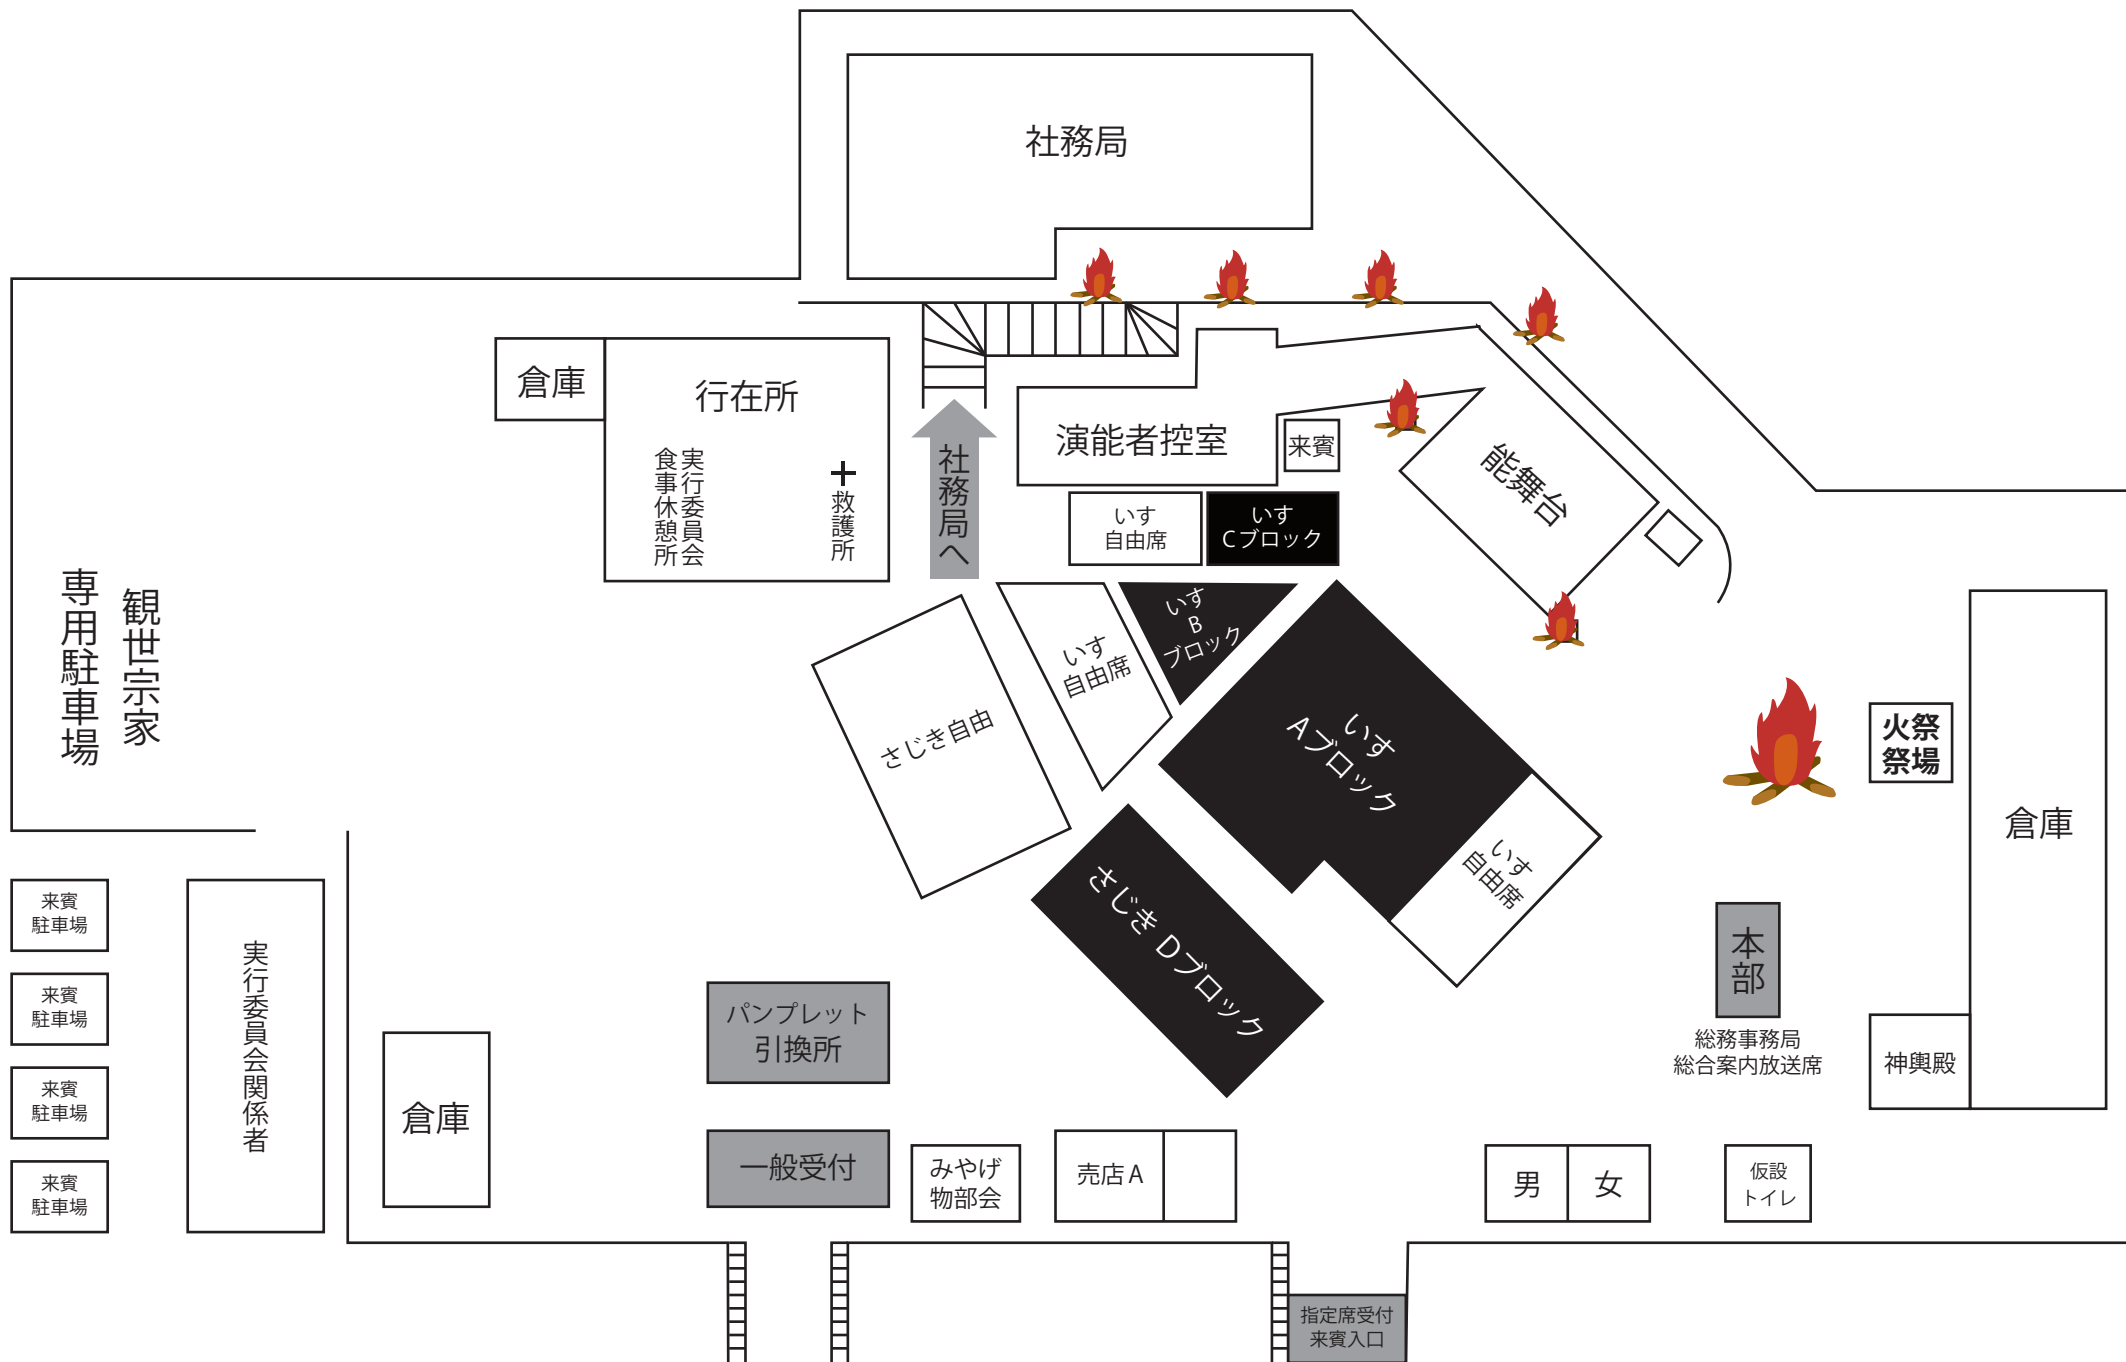 社務局
倉庫
行在所
実行委員会
食事休憩所
救護所
社務局へ
演能者控室
来賓
能舞台
いす
自由席
いす
Cブロック
いす
B
ブロック
いす
自由席
さじき自由
いす
Aブロック
いす
自由席
さじき Dブロック
観世宗家
専用駐車場
火祭
祭場
倉庫
本部
総務事務局
総合案内放送席
神輿殿
来賓
駐車場
来賓
駐車場
来賓
駐車場
来賓
駐車場
実行委員会関係者
倉庫
パンプレット
引換所
一般受付
みやげ
物部会
売店A
男
女
仮設
トイレ
指定席受付
来賓入口